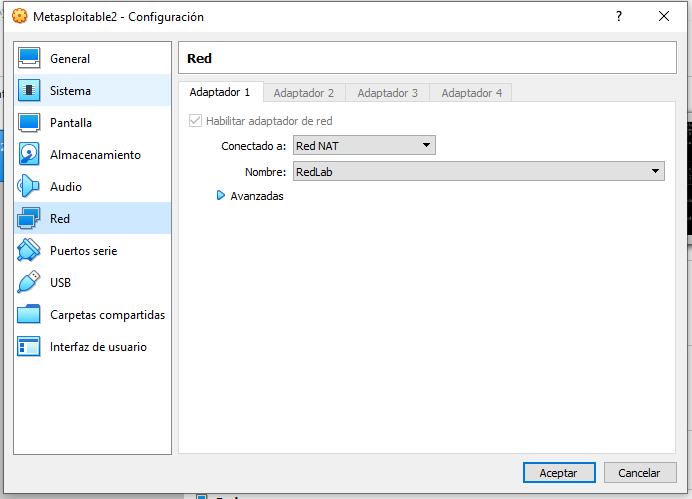 Metasploitable2 - Configuración
?
General
Sistema
Pantalla
Almacenamiento
Audio
Red
Puertos serie
USB
Carpetas compartidas
Interfaz de usuario
Red
Adaptador 1 Adaptador 2 Adaptador 3 Adaptador 4
Habilitar adaptador de red
Conectado a: Red NAT
Nombre: RedLab
Avanzadas
Aceptar Cancelar